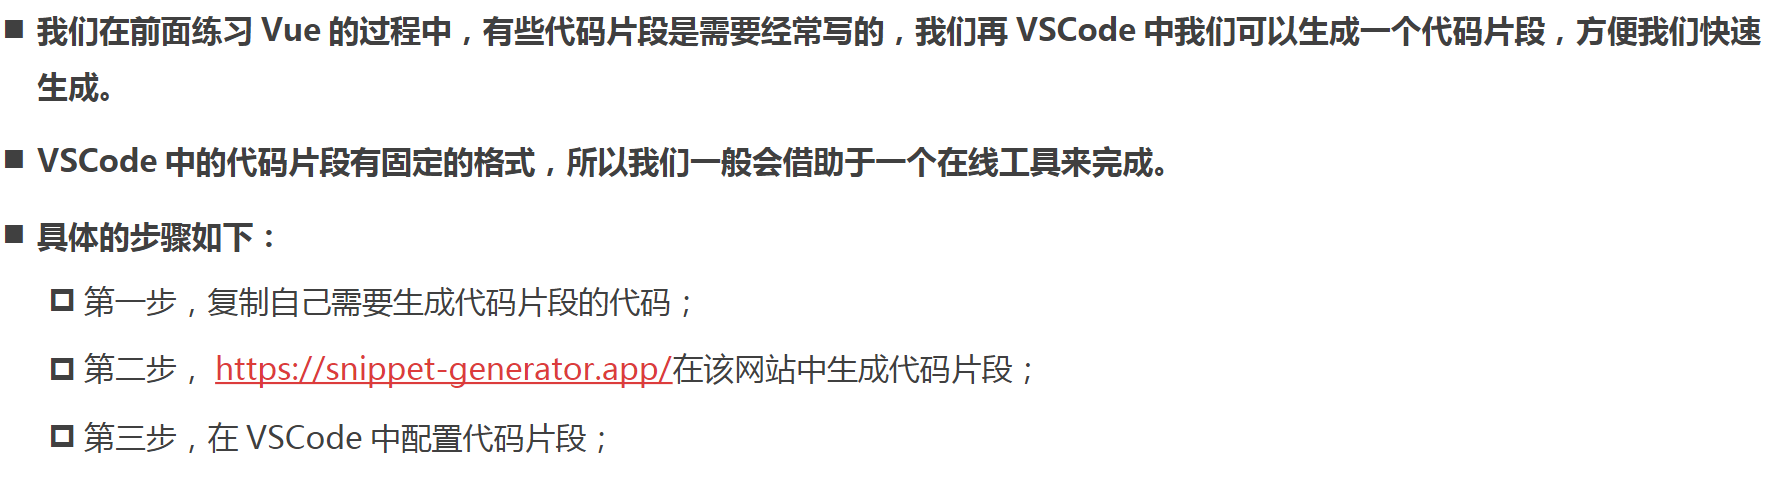 ■ 我们在前面练习 Vue 的过程中，有些代码片段是需要经常写的，我们再 VSCode 中我们可以生成一个代码片段，方便我们快速
生成。
■ VSCode 中的代码片段有固定的格式，所以我们一般会借助于一个在线工具来完成。
■ 具体的步骤如下：
第一步，复制自己需要生成代码片段的代码；
第二步， https://snippet-generator.app/在该网站中生成代码片段；
第三步，在 VSCode 中配置代码片段；